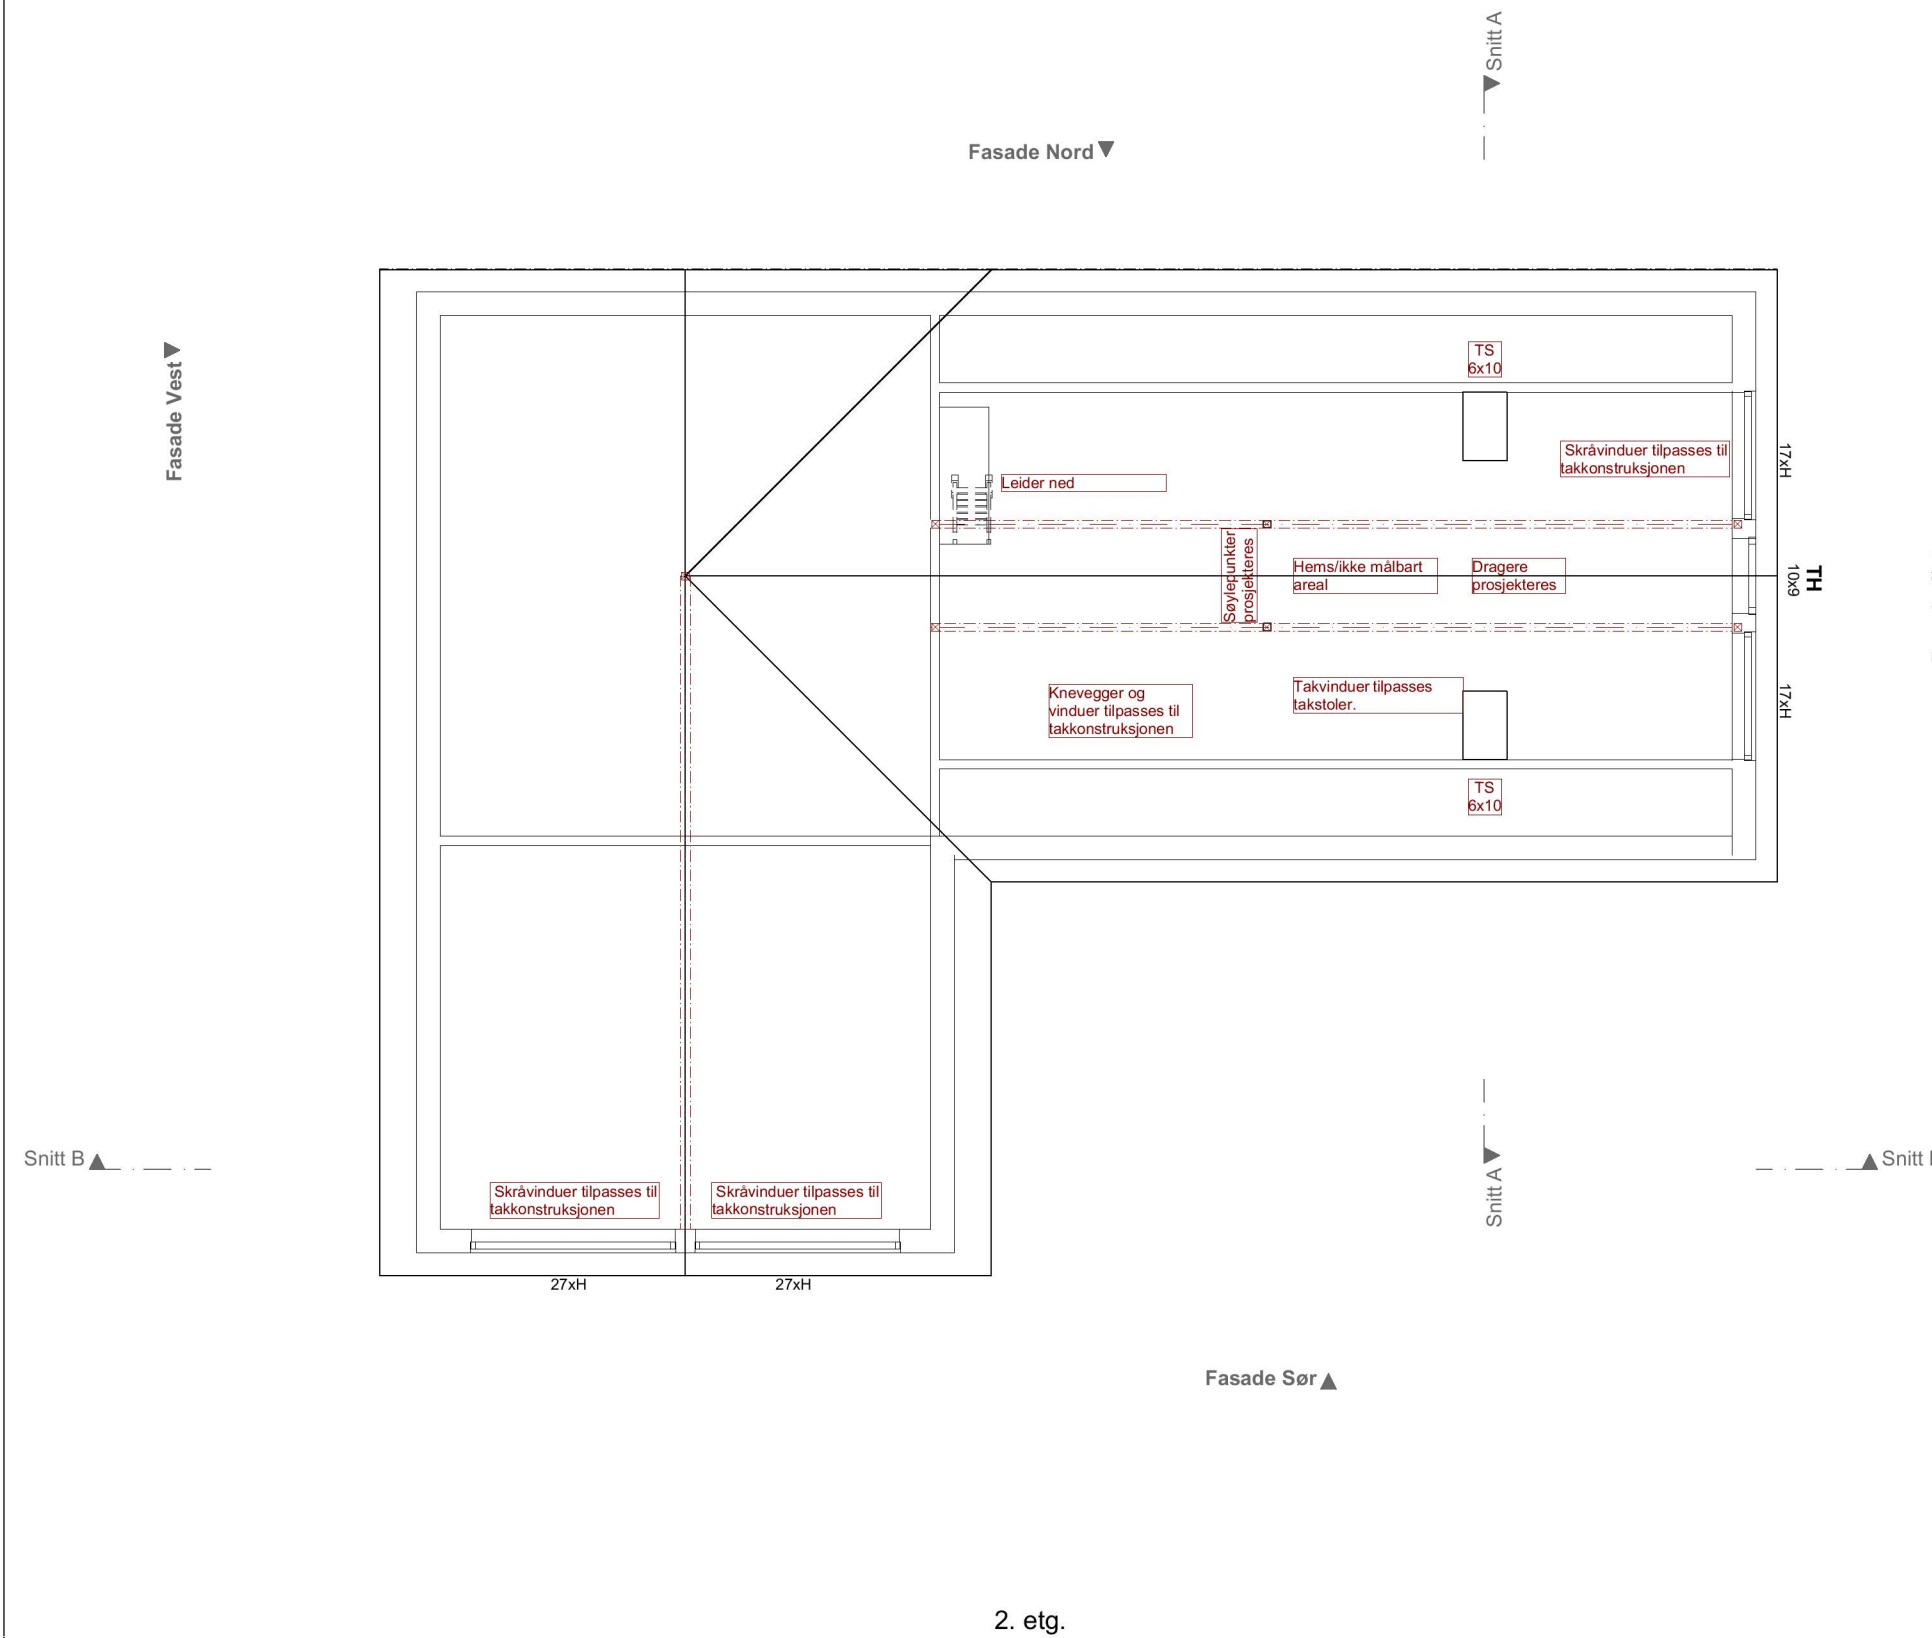 Snitt A
Fasade Nord
Fasade Vest
TS
6x10
Skråvinduer tilpasses til
takkonstruksjonen
17xH
Leider ned
Søylepunkter
prosjekteres
Hems/ikke målbart
areal
Dragere
prosjekteres
TH
10x9
Knevegger og
vinduer tilpasses til
takkonstruksjonen
Takvinduer tilpasses
takstoler.
17xH
TS
6x10
Snitt B
Snitt A
Snitt
Skråvinduer tilpasses til
takkonstruksjonen
Skråvinduer tilpasses til
takkonstruksjonen
27xH
27xH
Fasade Sør
2. etg.